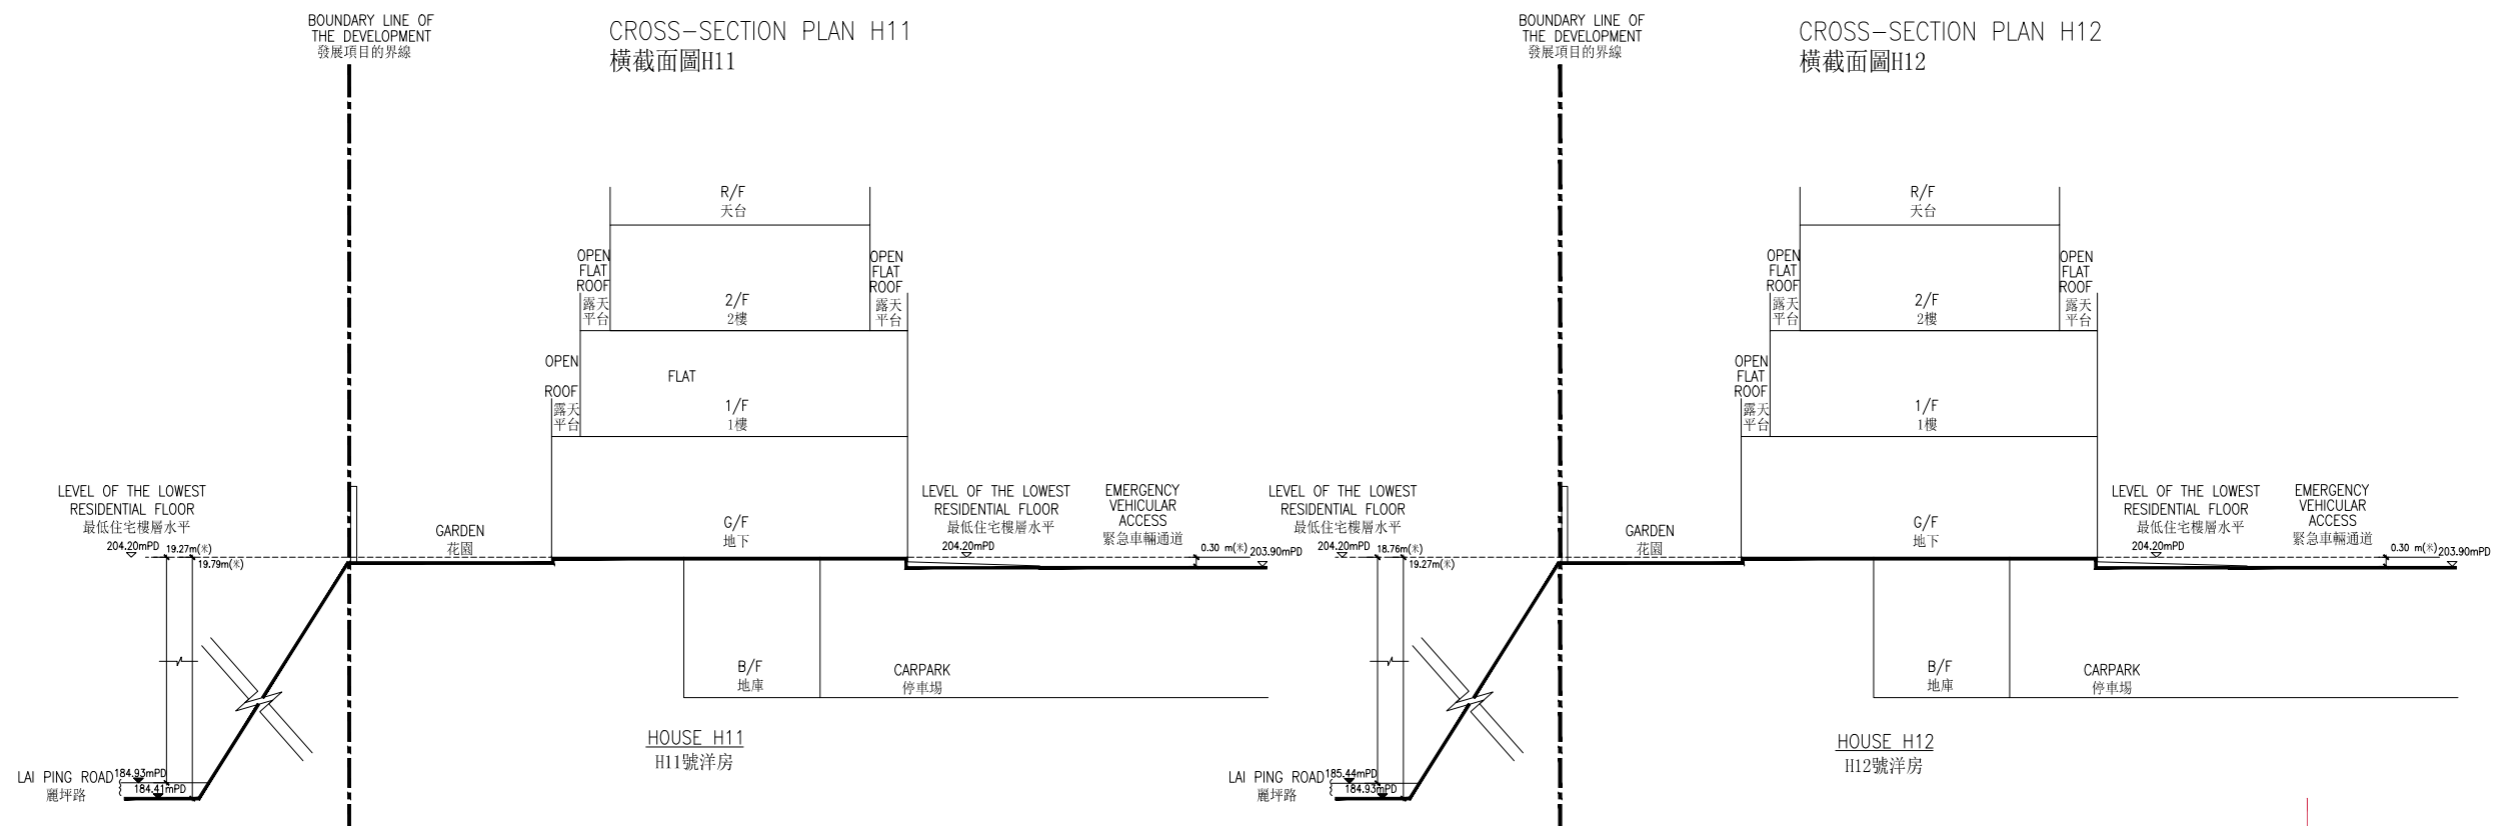 BOUNDARY LINE OF
THE DEVELOPMENT
發展項目的界線
CROSS-SECTION PLAN H11
橫截面圖H11
R/F
天台
OPEN
FLAT
ROOF
露天
平台
2/F
2樓
OPEN
FLAT
ROOF
露天
平台
OPEN
FLAT
ROOF
露天
平台
1/F
1樓
LEVEL OF THE LOWEST
RESIDENTIAL FLOOR
最低住宅樓層水平
204.20mPD
19.27m(米)
19.79m(米)
GARDEN
花園
G/F
地下
LEVEL OF THE LOWEST
RESIDENTIAL FLOOR
最低住宅樓層水平
204.20mPD
EMERGENCY
VEHICULAR
ACCESS
緊急車輛通道
0.30 m(米)
203.90mPD
B/F
地庫
CARPARK
停車場
HOUSE H11
H11號洋房
LAI PING ROAD
麗坪路
184.93mPD
184.41mPD
BOUNDARY LINE OF
THE DEVELOPMENT
發展項目的界線
CROSS-SECTION PLAN H12
橫截面圖H12
R/F
天台
OPEN
FLAT
ROOF
露天
平台
2/F
2樓
OPEN
FLAT
ROOF
露天
平台
OPEN
FLAT
ROOF
露天
平台
1/F
1樓
LEVEL OF THE LOWEST
RESIDENTIAL FLOOR
最低住宅樓層水平
204.20mPD
18.76m(米)
19.27m(米)
GARDEN
花園
G/F
地下
LEVEL OF THE LOWEST
RESIDENTIAL FLOOR
最低住宅樓層水平
204.20mPD
EMERGENCY
VEHICULAR
ACCESS
緊急車輛通道
0.30 m(米)
203.90mPD
B/F
地庫
CARPARK
停車場
HOUSE H12
H12號洋房
LAI PING ROAD
麗坪路
185.44mPD
184.93mPD